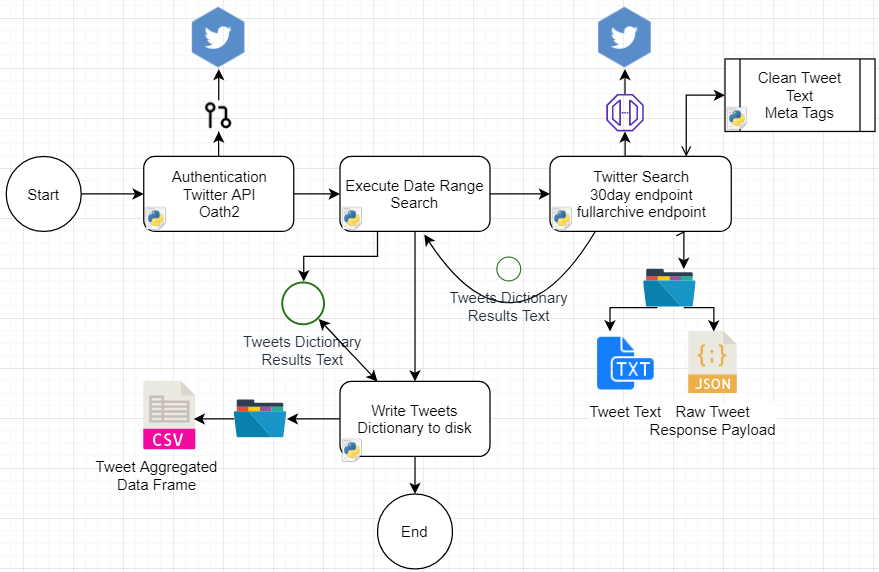 Clean Tweet
Text
Meta Tags
Start
Authentication
Twitter API
Oath2
Execute Date Range
Search
Twitter Search
30day endpoint
fullarchive endpoint
Tweets Dictionary
Results Text
Tweets Dictionary
Results Text
TXT
{;}
JSON
Tweet Text
Raw Tweet
Response Payload
Write Tweets
Dictionary to disk
CSV
Tweet Aggregated
Data Frame
End